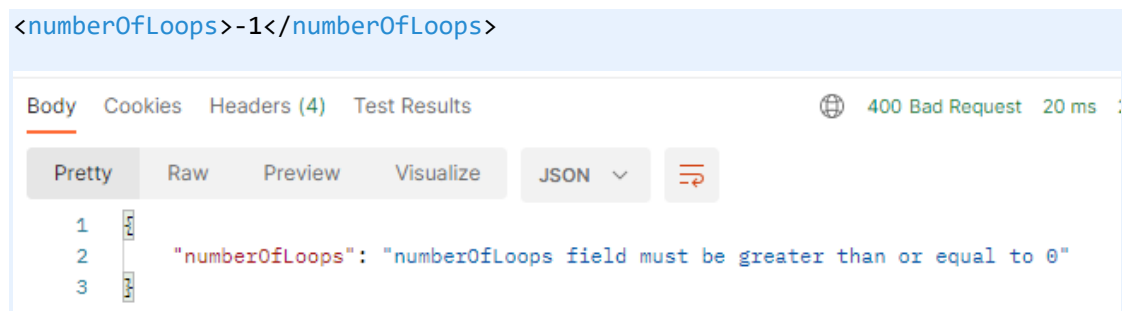 <numberOfLoops>-1</numberOfLoops>
Body Cookies Headers (4) Test Results 400 Bad Request 20 ms
Pretty Raw Preview Visualize JSON
1 {
2 "numberOfLoops": "numberOfLoops field must be greater than or equal to 0"
3 }